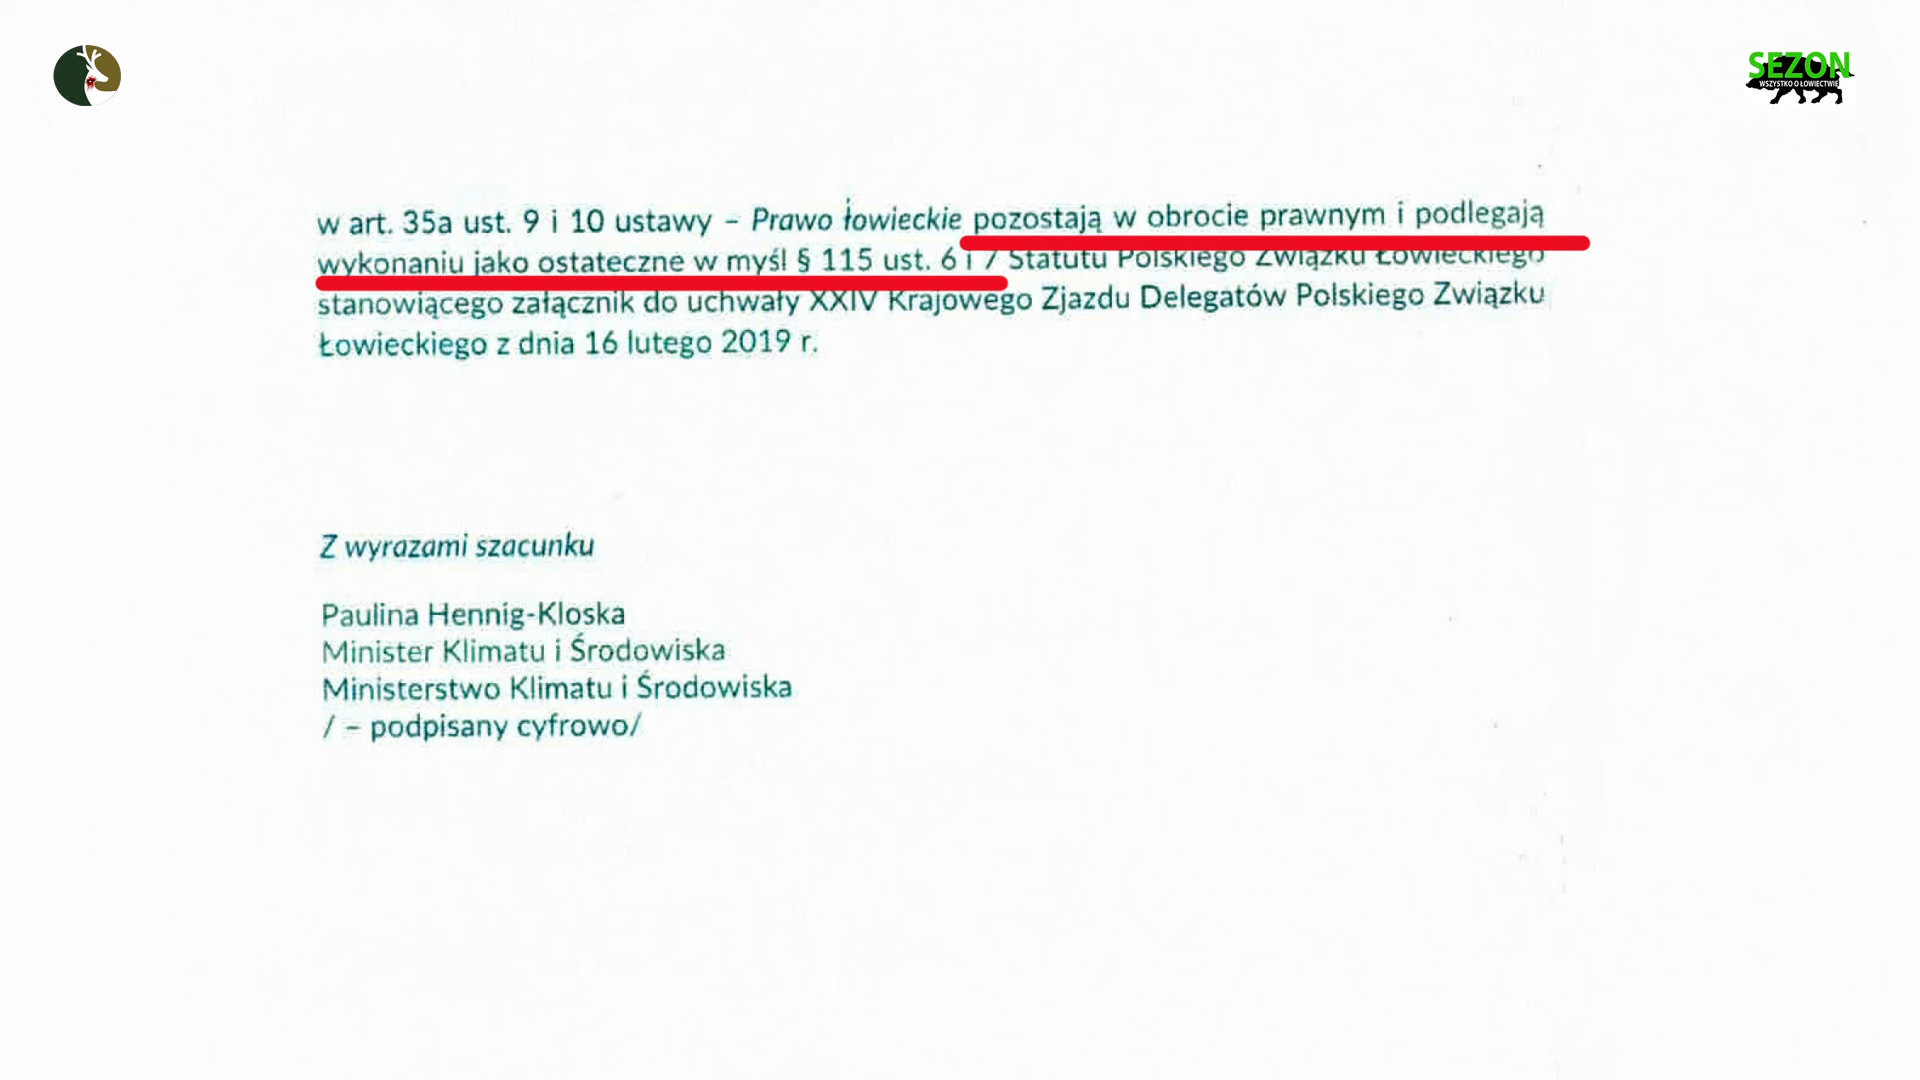 SEZON
WSZYSTKO O ŁOWIECTWIE
w art. 35a ust. 9 i 10 ustawy – Prawo łowieckie pozostają w obrocie prawnym i podlegają
wykonaniu jako ostateczne w myśl § 115 ust. 6 i 7 Statutu Polskiego Związku Łowieckiego
stanowiącego załącznik do uchwały XXIV Krajowego Zjazdu Delegatów Polskiego Związku
Łowieckiego z dnia 16 lutego 2019 r.
Z wyrazami szacunku
Paulina Hennig-Kloska
Minister Klimatu i Środowiska
Ministerstwo Klimatu i Środowiska
/ – podpisany cyfrowo/